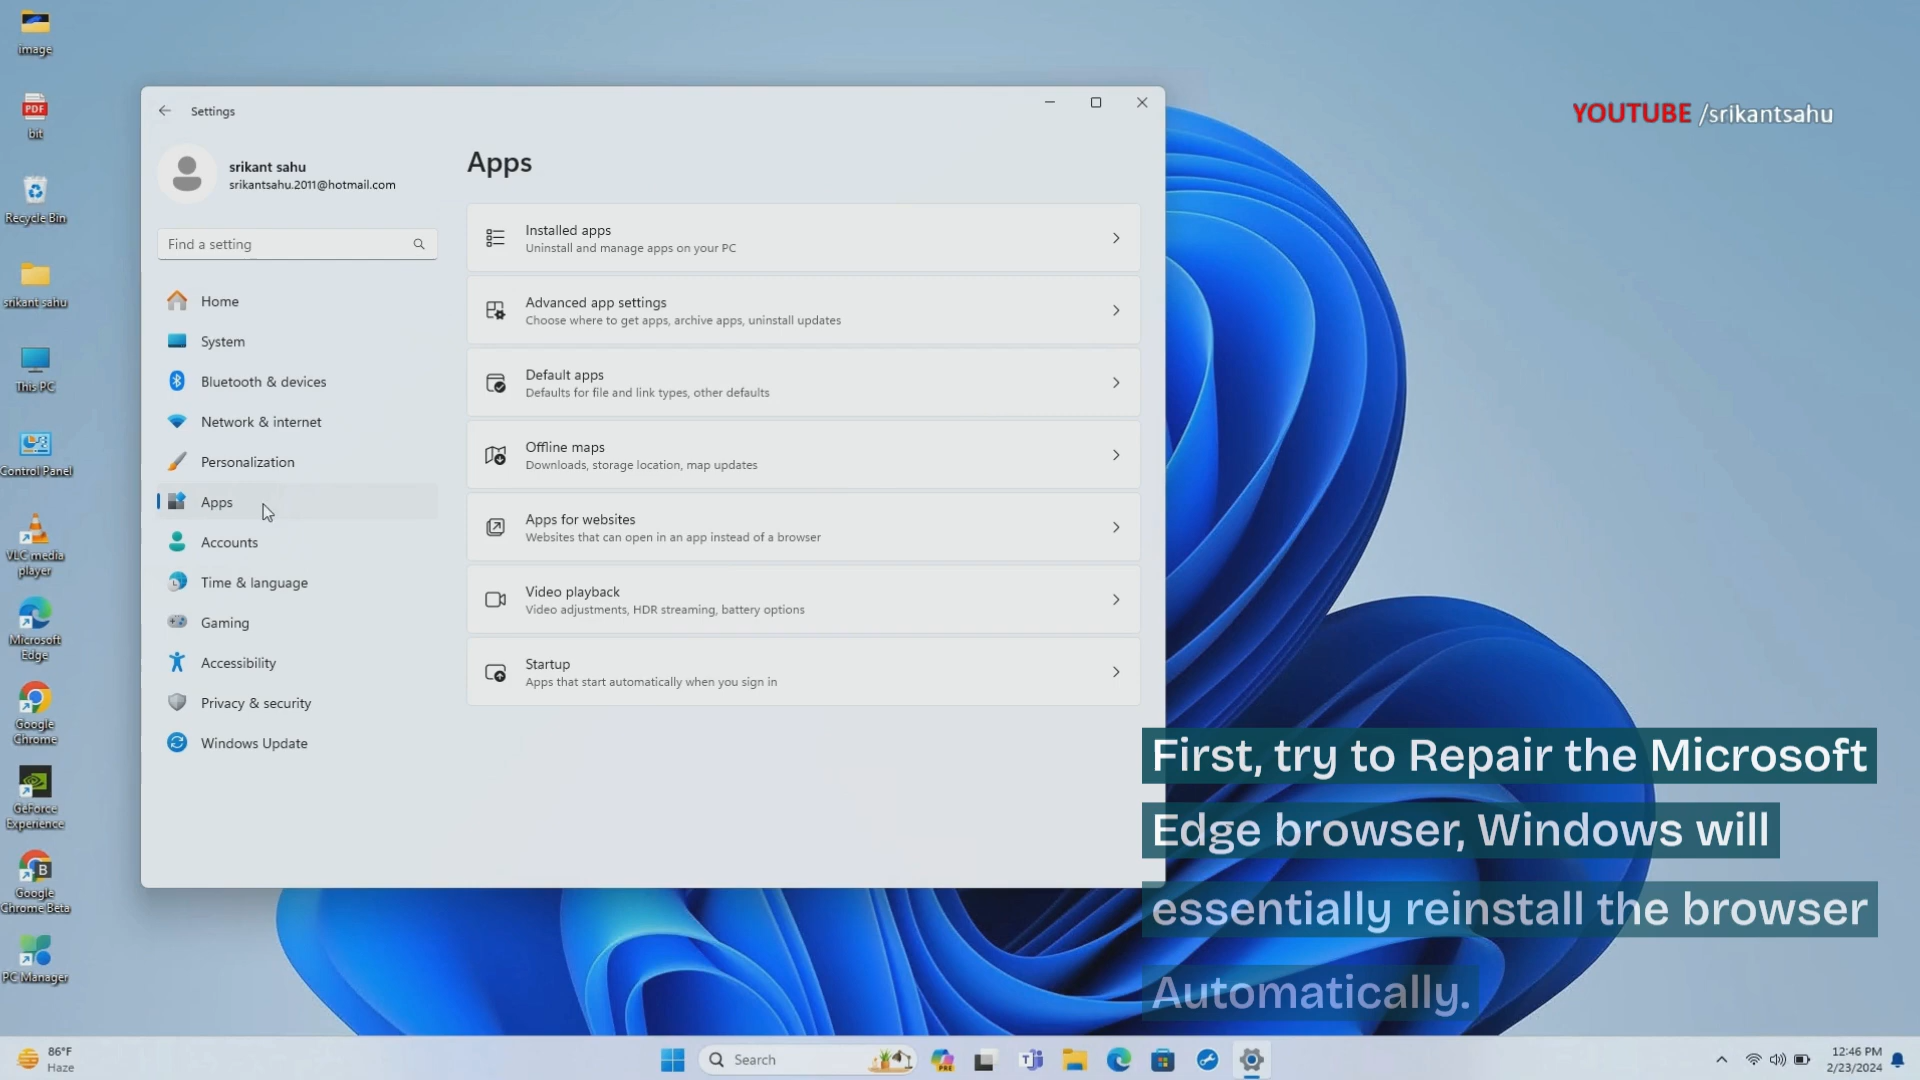 image
PDF
bit
Recycle Bin
srikant sahu
This PC
Control Panel
VLC media
player
Microsoft
Edge
Google
Chrome
GeForce
Experience
Google
Chrome Beta
PC Manager
Settings
srikant sahu
srikantsahu.2011@hotmail.com
Find a setting
Home
System
Bluetooth & devices
Network & internet
Personalization
Apps
Accounts
Time & language
Gaming
Accessibility
Privacy & security
Windows Update
Apps
Installed apps
Uninstall and manage apps on your PC
Advanced app settings
Choose where to get apps, archive apps, uninstall updates
Default apps
Defaults for file and link types, other defaults
Offline maps
Downloads, storage location, map updates
Apps for websites
Websites that can open in an app instead of a browser
Video playback
Video adjustments, HDR streaming, battery options
Startup
Apps that start automatically when you sign in
YOUTUBE /srikantsahu
First, try to Repair the Microsoft
Edge browser, Windows will
essentially reinstall the browser
Automatically.
86°F
Haze
Search
PRE
12:46 PM
2/23/2024